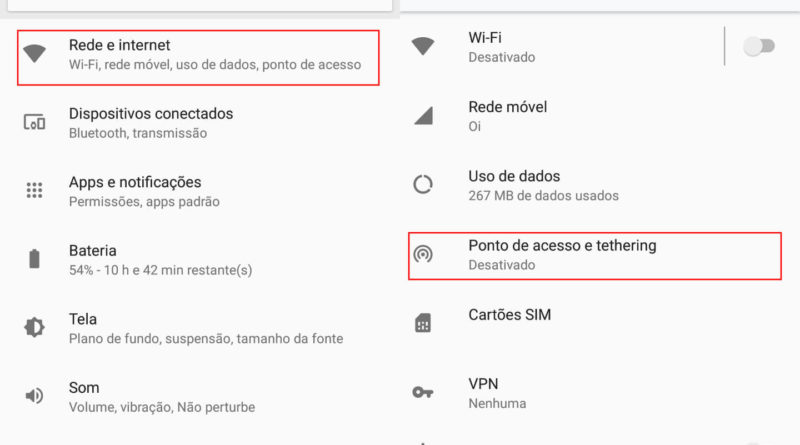 Rede e internet
Wi-Fi, rede móvel, uso de dados, ponto de acesso
Dispositivos conectados
Bluetooth, transmissão
Apps e notificações
Permissões, apps padrão
Bateria
54% - 10 h e 42 min restante(s)
Tela
Plano de fundo, suspensão, tamanho da fonte
Som
Volume, vibração, Não perturbe
Wi-Fi
Desativado
Rede móvel
Oi
Uso de dados
267 MB de dados usados
Ponto de acesso e tethering
Desativado
Cartões SIM
VPN
Nenhuma